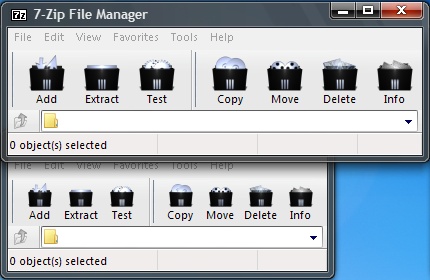 7-Zip File Manager
File Edit View Favorites Tools Help
Add Extract Test Copy Move Delete Info
0 object(s) selected
File Edit View Favorites Tools Help
Add Extract Test Copy Move Delete Info
0 object(s) selected